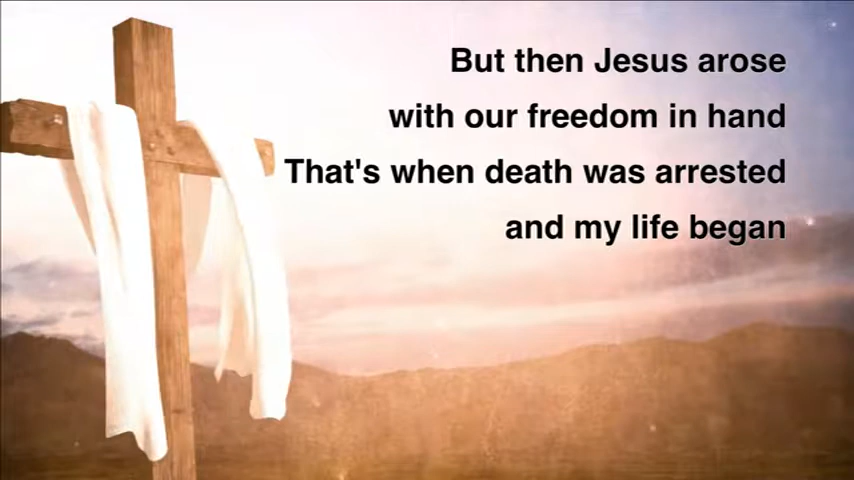 But then Jesus arose
with our freedom in hand
That's when death was arrested
and my life began